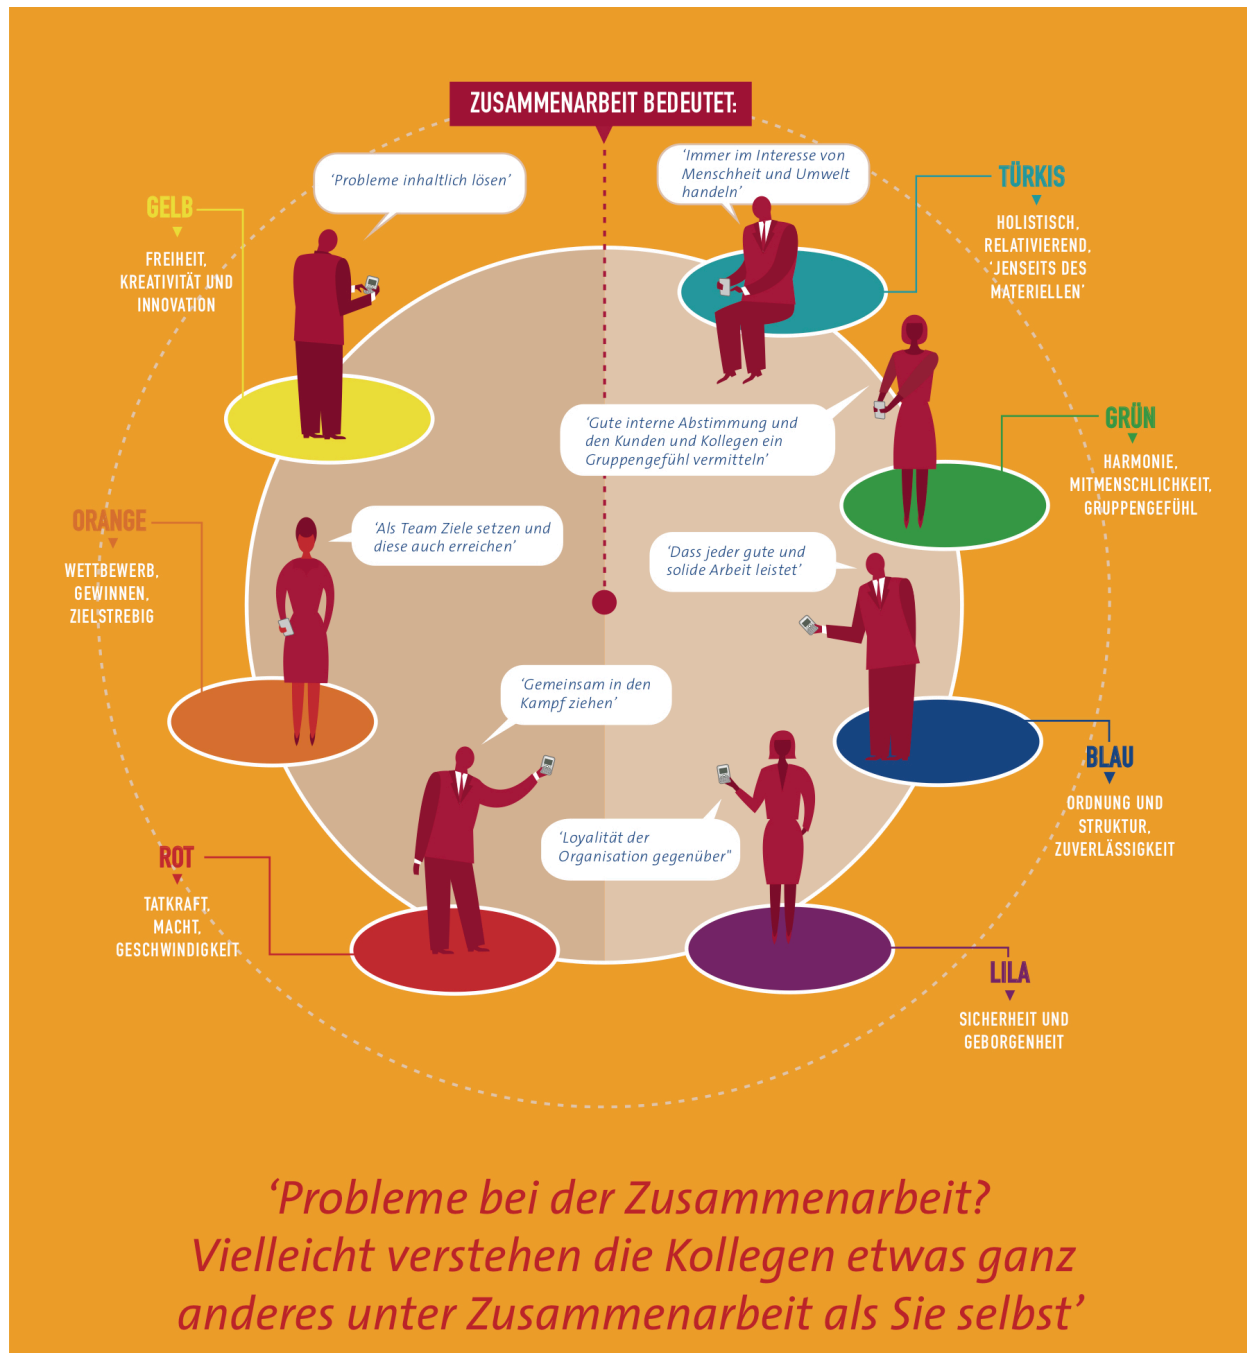 ZUSAMMENARBEIT BEDEUTET:
‘Probleme inhaltlich lösen’
‘Immer im Interesse von
Menschheit und Umwelt
handeln’
GELB
FREIHEIT,
KREATIVITÄT UND
INNOVATION
TÜRKIS
HOLISTISCH,
RELATIVIEREND,
‘JENSEITS DES
MATERIELLEN’
‘Gute interne Abstimmung und
den Kunden und Kollegen ein
Gruppengefühl vermitteln’
GRÜN
HARMONIE,
MITMENSCHLICHKEIT,
GRUPPENGEFÜHL
ORANGE
WETTBEWERB,
GEWINNEN,
ZIELSTREBIG
‘Als Team Ziele setzen und
diese auch erreichen’
‘Dass jeder gute und
solide Arbeit leistet’
‘Gemeinsam in den
Kampf ziehen’
BLAU
ORDNUNG UND
STRUKTUR,
ZUVERLÄSSIGKEIT
ROT
TATKRAFT,
MACHT,
GESCHWINDIGKEIT
‘Loyalität der
Organisation gegenüber"
LILA
SICHERHEIT UND
GEBORGENHEIT
‘Probleme bei der Zusammenarbeit?
Vielleicht verstehen die Kollegen etwas ganz
anderes unter Zusammenarbeit als Sie selbst’